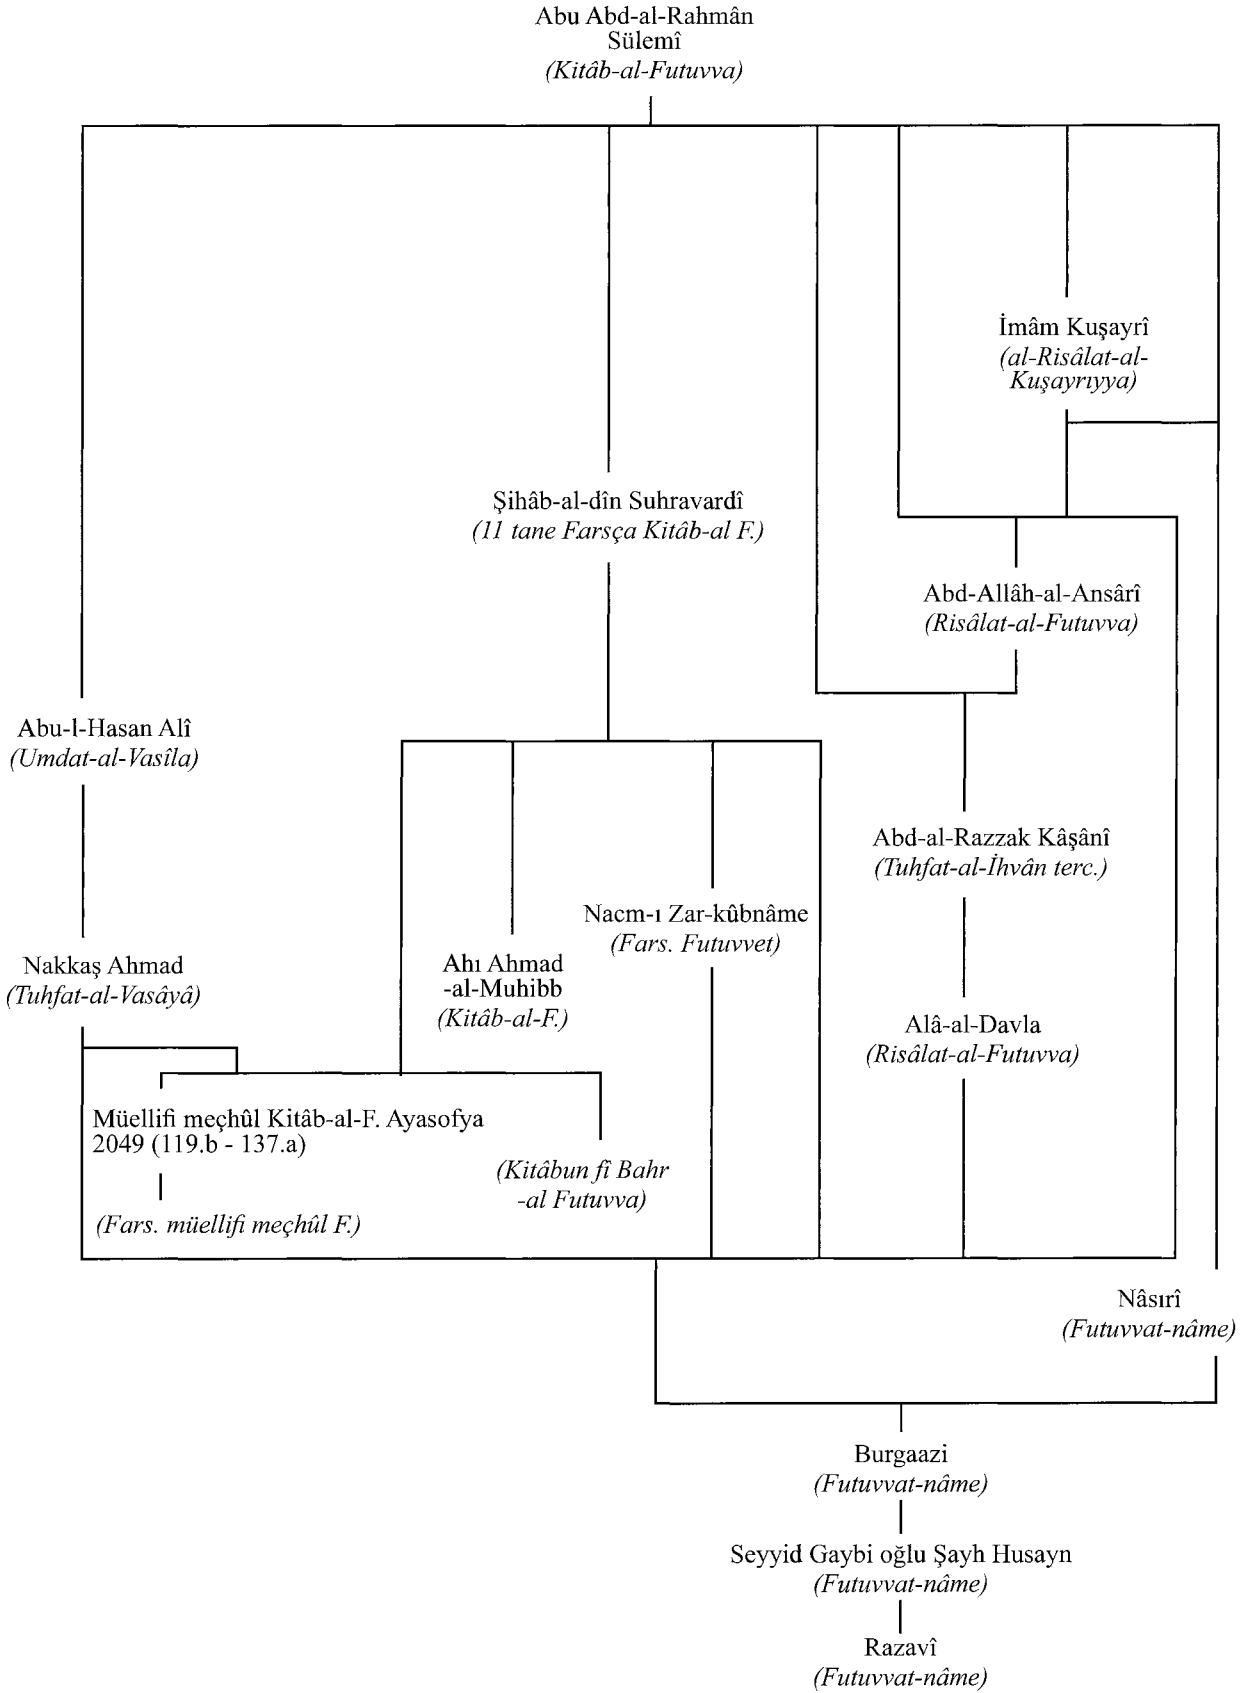 Abu Abd-al-Rahmân
Sülemî
(Kitâb-al-Futuvva)
İmâm Kuşayrî
(al-Risâlat-al-
Kuşayrıyya)
Şihâb-al-dîn Suhravardî
(11 tane Farsça Kitâb-al F.)
Abd-Allâh-al-Ansârî
(Risâlat-al-Futuvva)
Abu-l-Hasan Alî
(Umdat-al-Vasîla)
Abd-al-Razzak Kâşânî
(Tuhfat-al-İhvân terc.)
Nacm-ı Zar-kûbnâme
(Fars. Futuvvet)
Nakkaş Ahmad
(Tuhfat-al-Vasâyâ)
Ahı Ahmad
-al-Muhibb
(Kitâb-al-F.)
Alâ-al-Davla
(Risâlat-al-Futuvva)
Müellifi meçhûl Kitâb-al-F. Ayasofya
2049 (119.b - 137.a)
(Kitâbun fî Bahr
-al Futuvva)
(Fars. müellifi meçhûl F.)
Nâsırî
(Futuvvat-nâme)
Burgaazi
(Futuvvat-nâme)
Seyyid Gaybi oğlu Şayh Husayn
(Futuvvat-nâme)
Razavî
(Futuvvat-nâme)